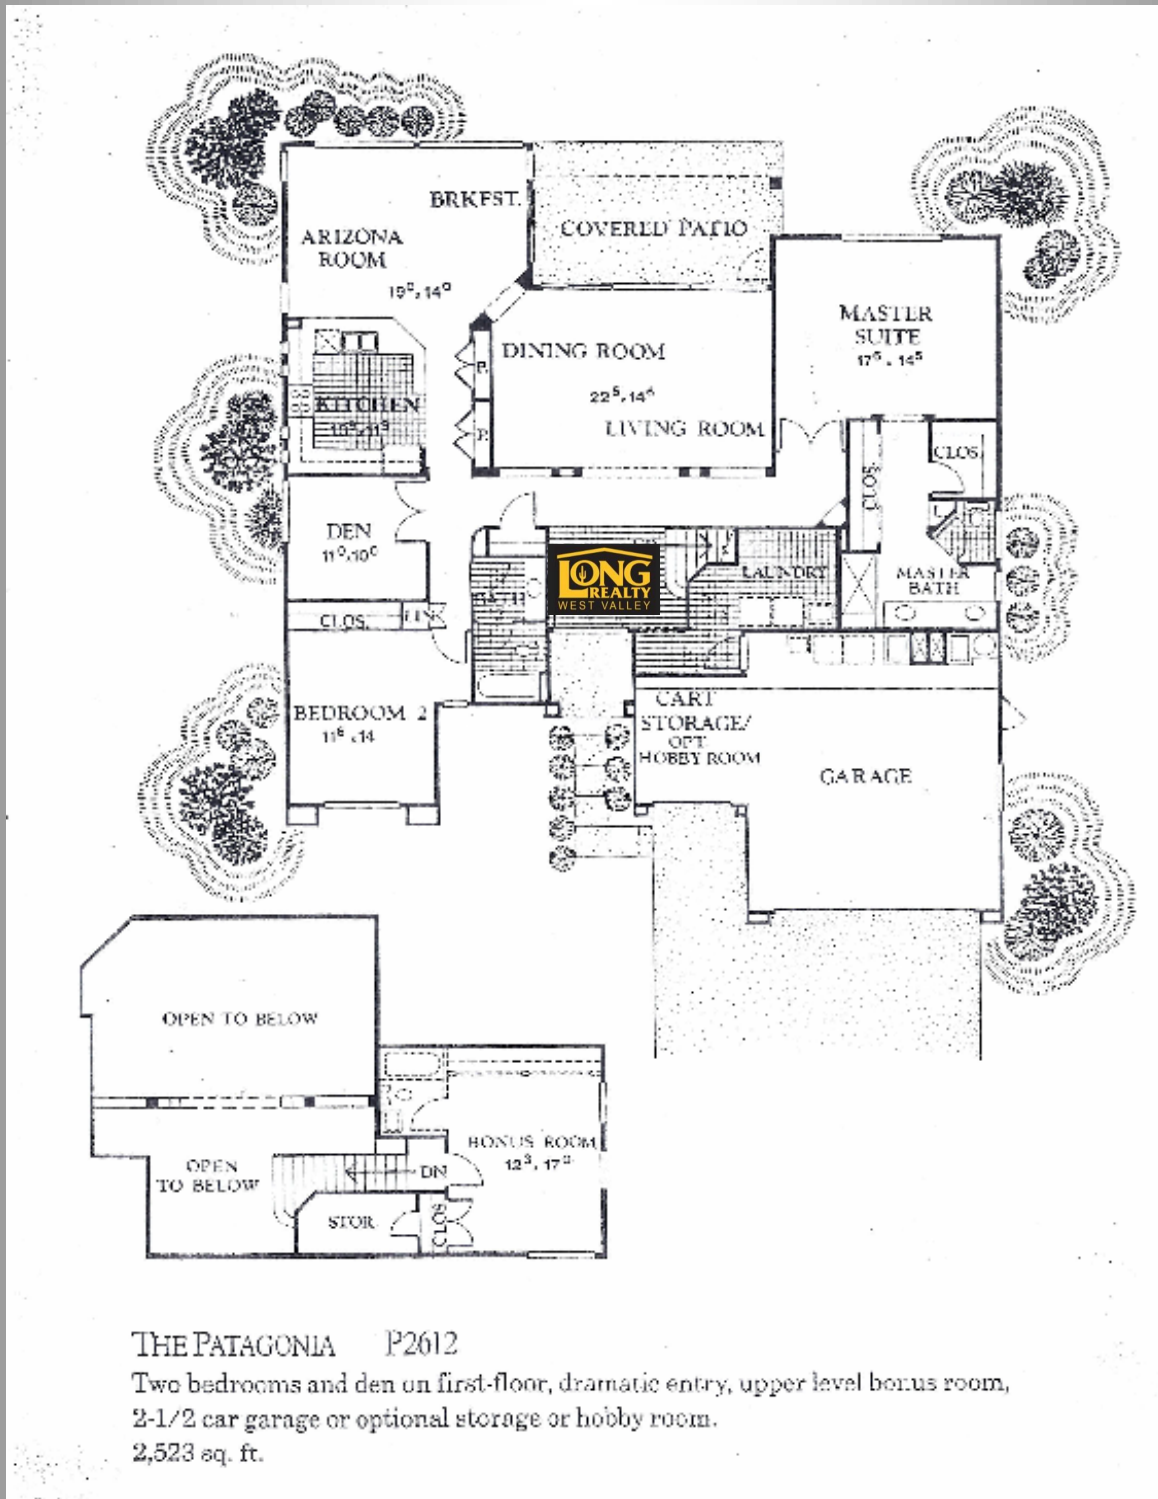 BRKFST.
COVERED PATIO
ARIZONA
ROOM
19⁰ . 14⁰
MASTER
SUITE
17⁶ . 14⁵
DINING ROOM
22⁵ . 14⁴
LIVING ROOM
P.
P.
KITCHEN
CLOS
CLOS
DEN
11⁰ . 10⁰
LONG
REALTY
WEST VALLEY
LAUNDRY
MASTER
BATH
CLOS.
LIN
BATH
BEDROOM 2
11⁶ . 14
CART
STORAGE/
OPT.
HOBBY ROOM
GARAGE
OPEN TO BELOW
BONUS ROOM
12³ . 17⁰
OPEN
TO BELOW
DN
STOR.
CLOS
THE PATAGONIA P2612
Two bedrooms and den on first-floor, dramatic entry, upper level bonus room,
2-1/2 car garage or optional storage or hobby room.
2,523 sq. ft.